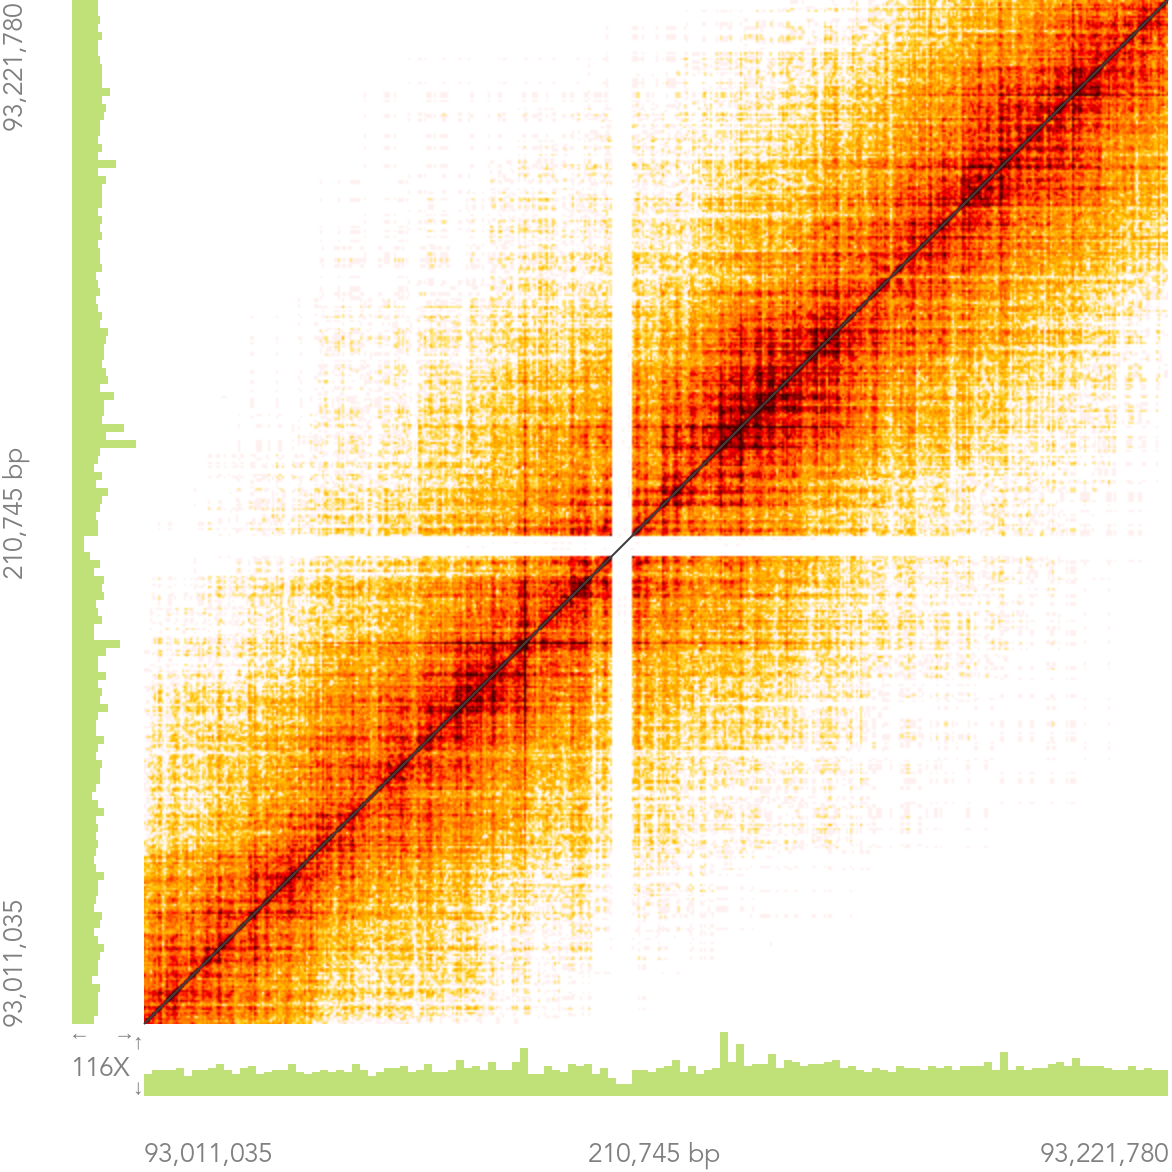 93,221,780
210,745 bp
93,011,035
← →
↑
116X
↓
93,011,035 210,745 bp 93,221,780